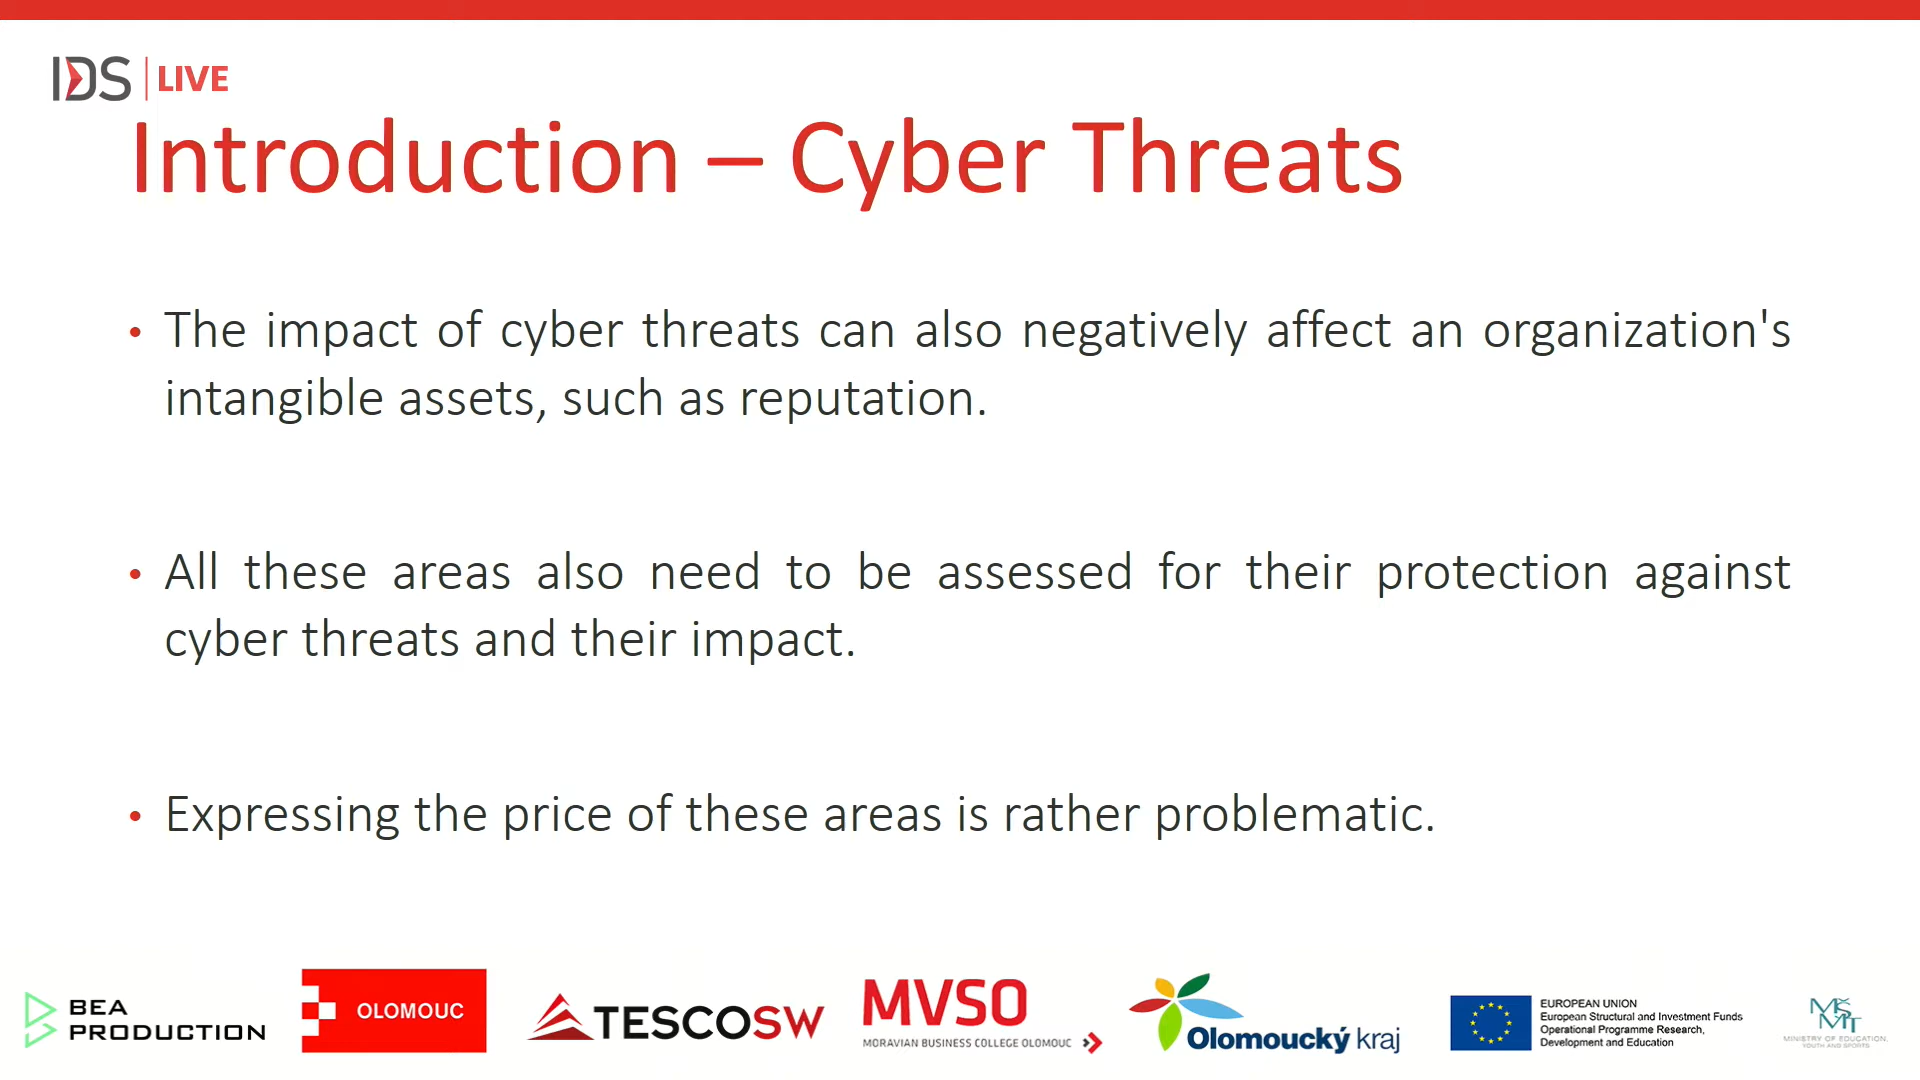 IDS LIVE
Introduction – Cyber Threats
• The impact of cyber threats can also negatively affect an organization's
intangible assets, such as reputation.
• All these areas also need to be assessed for their protection against
cyber threats and their impact.
• Expressing the price of these areas is rather problematic.
BEA
PRODUCTION
OLOMOUC
TESCOSW
MVSO
MORAVIAN BUSINESS COLLEGE OLOMOUC
Olomoucký kraj
EUROPEAN UNION
European Structural and Investment Funds
Operational Programme Research,
Development and Education
MŠMT
MINISTRY OF EDUCATION,
YOUTH AND SPORTS